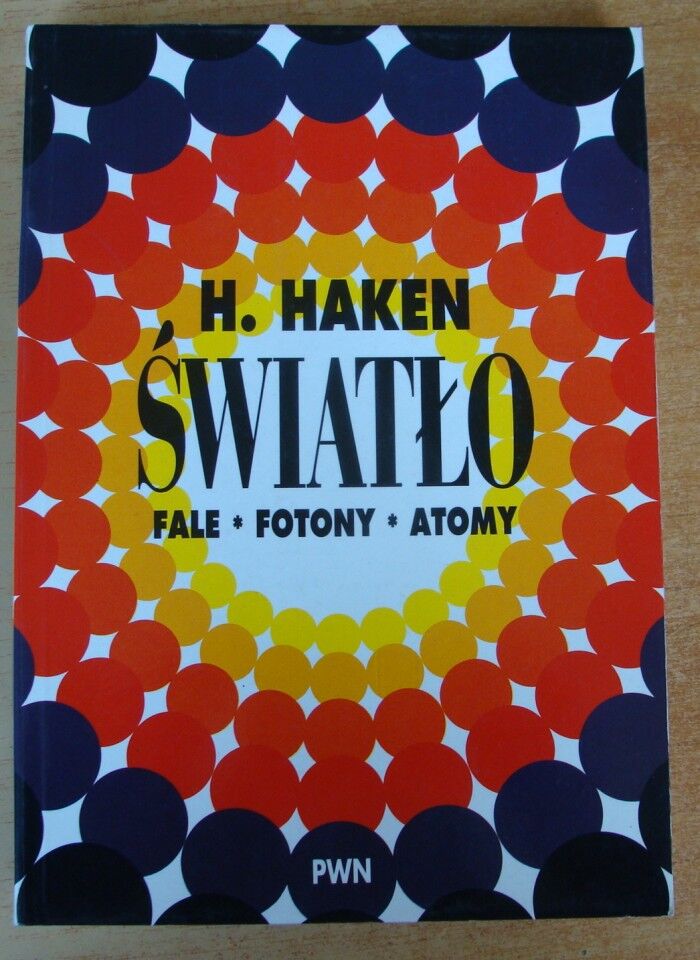 H. HAKEN
ŚWIATŁO
FALE * FOTONY * ATOMY
PWN